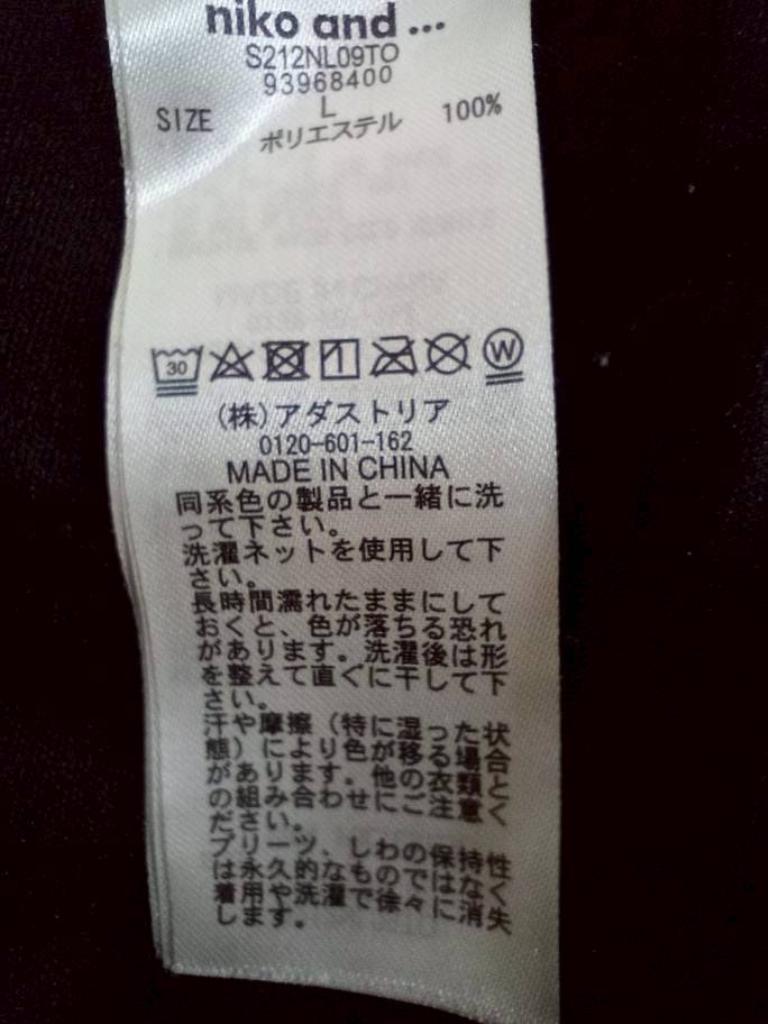 niko and ...
S212NL09TO
93968400
SIZE L
ポリエステル 100%
30 W
(株)アダストリア
0120-601-162
MADE IN CHINA
同系色の製品と一緒に洗
って下さい。
洗濯ネットを使用して下
さい。
長時間濡れたままにして
おくと、色が落ちる恐れ
があります。洗濯後は形
を整えて直ぐに干して下
さい。
汗や摩擦(特に湿った状
態)により色が移る場合
があります。他の衣類と
の組み合わせにご注意く
ださい。
プリーツ、しわの保持性
は永久的なものではなく
着用や洗濯で徐々に消失
します。